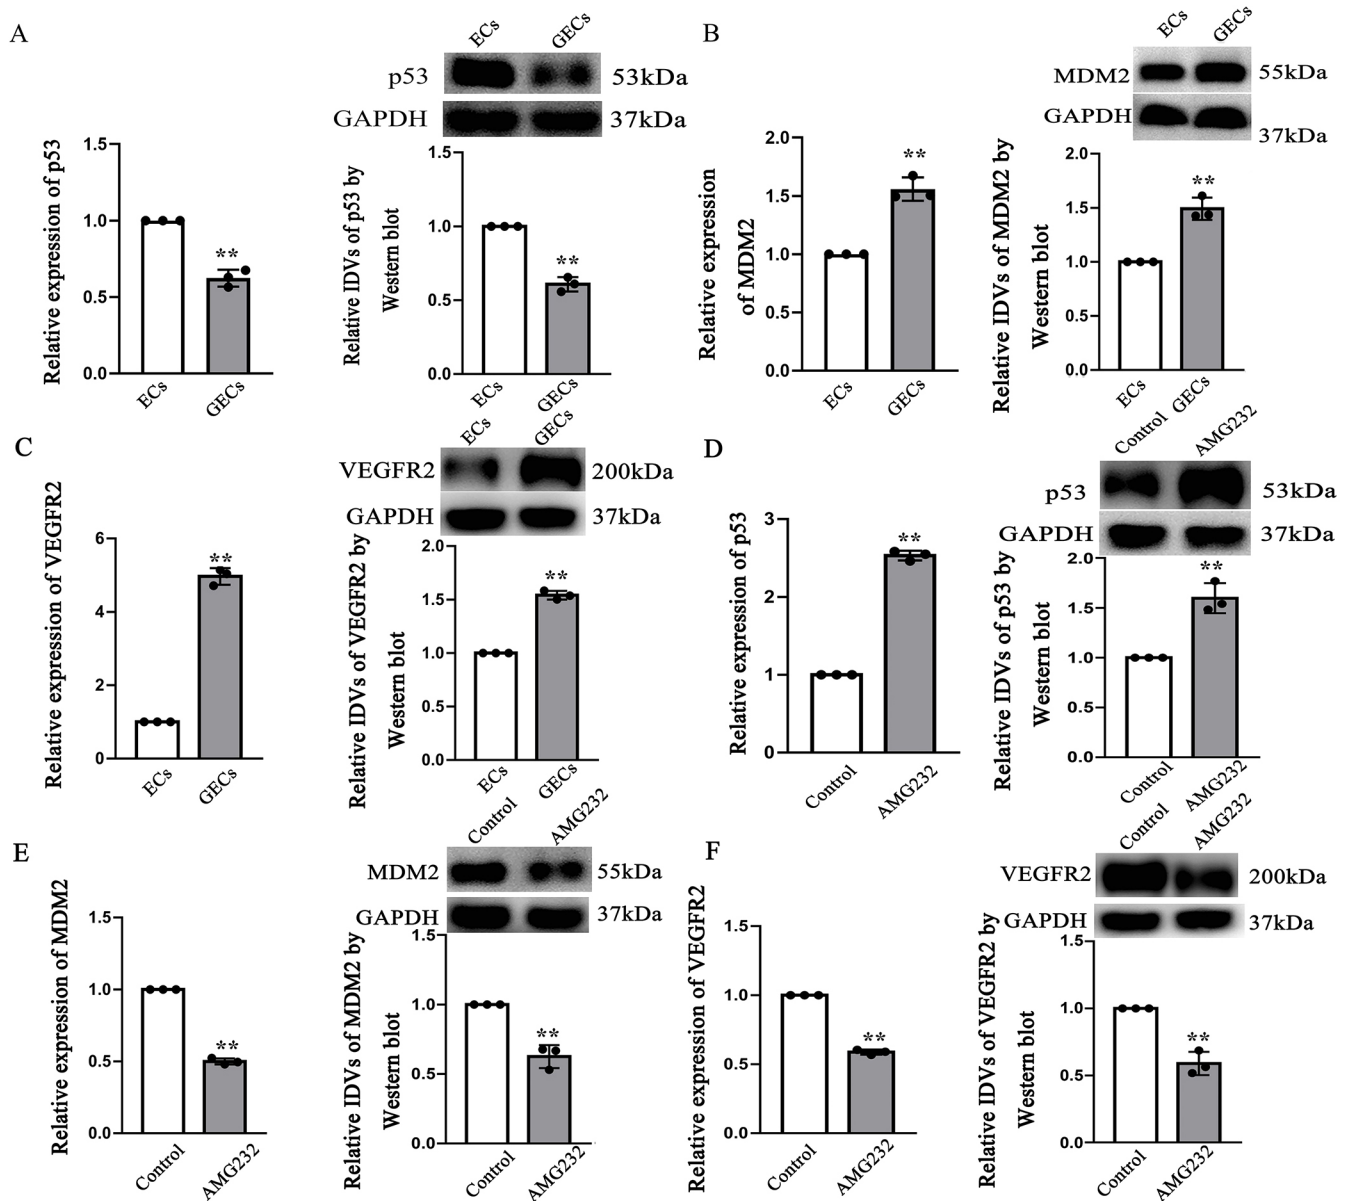 A
ECs
GECs
p53
53kDa
GAPDH
37kDa
Relative expression of p53
1.5
1.0
0.5
0.0
**
ECs
GECs
Relative IDVs of p53 by
Western blot
1.5
1.0
0.5
0.0
**
ECs
GECs
B
ECs
GECs
MDM2
55kDa
GAPDH
37kDa
Relative expression
of MDM2
2.0
1.5
1.0
0.5
0.0
**
ECs
GECs
Relative IDVs of MDM2 by
Western blot
2.0
1.5
1.0
0.5
0.0
**
ECs
GECs
C
ECs
GECs
VEGFR2
200kDa
GAPDH
37kDa
Relative expression of VEGFR2
6
4
2
0
**
ECs
GECs
Relative IDVs of VEGFR2 by
Western blot
2.0
1.5
1.0
0.5
0.0
**
ECs
GECs
D
Control
AMG232
p53
53kDa
GAPDH
37kDa
Relative expression of p53
3
2
1
0
**
Control
AMG232
Relative IDVs of p53 by
Western blot
2.0
1.5
1.0
0.5
0.0
**
Control
AMG232
E
Control
AMG232
MDM2
55kDa
GAPDH
37kDa
Relative expression of MDM2
1.5
1.0
0.5
0.0
**
Control
AMG232
Relative IDVs of MDM2 by
Western blot
1.5
1.0
0.5
0.0
**
Control
AMG232
F
Control
AMG232
VEGFR2
200kDa
GAPDH
37kDa
Relative expression of VEGFR2
1.5
1.0
0.5
0.0
**
Control
AMG232
Relative IDVs of VEGFR2 by
Western blot
1.5
1.0
0.5
0.0
**
Control
AMG232